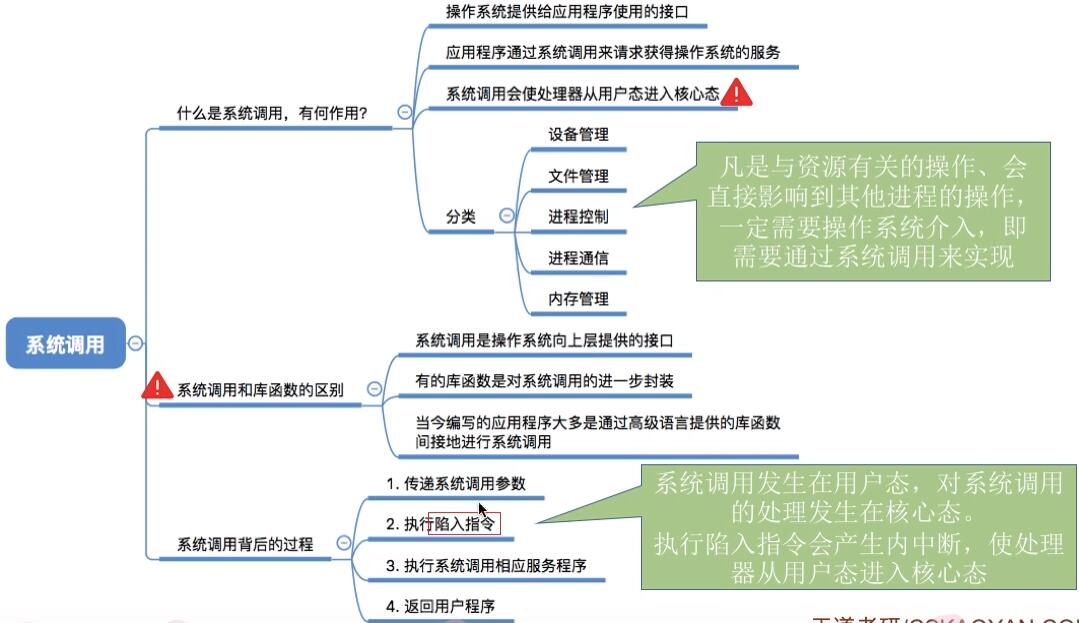 操作系统提供给应用程序使用的接口
应用程序通过系统调用来请求获得操作系统的服务
系统调用会使处理器从用户态进入核心态
什么是系统调用，有何作用？
设备管理
文件管理
分类
进程控制
进程通信
内存管理
凡是与资源有关的操作、会
直接影响到其他进程的操作，
一定需要操作系统介入，即
需要通过系统调用来实现
系统调用
系统调用是操作系统向上层提供的接口
系统调用和库函数的区别
有的库函数是对系统调用的进一步封装
当今编写的应用程序大多是通过高级语言提供的库函数
间接地进行系统调用
1. 传递系统调用参数
2. 执行陷入指令
系统调用背后的过程
3. 执行系统调用相应服务程序
4. 返回用户程序
系统调用发生在用户态，对系统调用
的处理发生在核心态。
执行陷入指令会产生内中断，使处理
器从用户态进入核心态